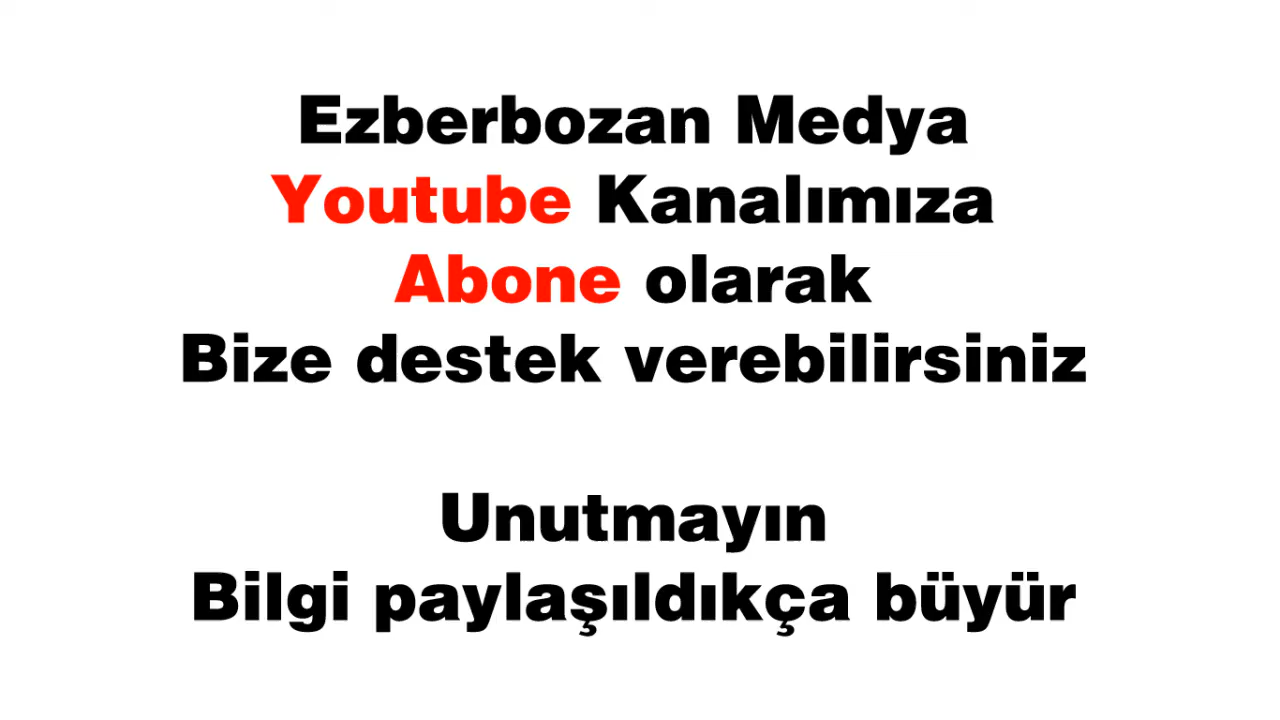 Ezberbozan Medya
Youtube Kanalımıza
Abone olarak
Bize destek verebilirsiniz
Unutmayın
Bilgi paylaşıldıkça büyür